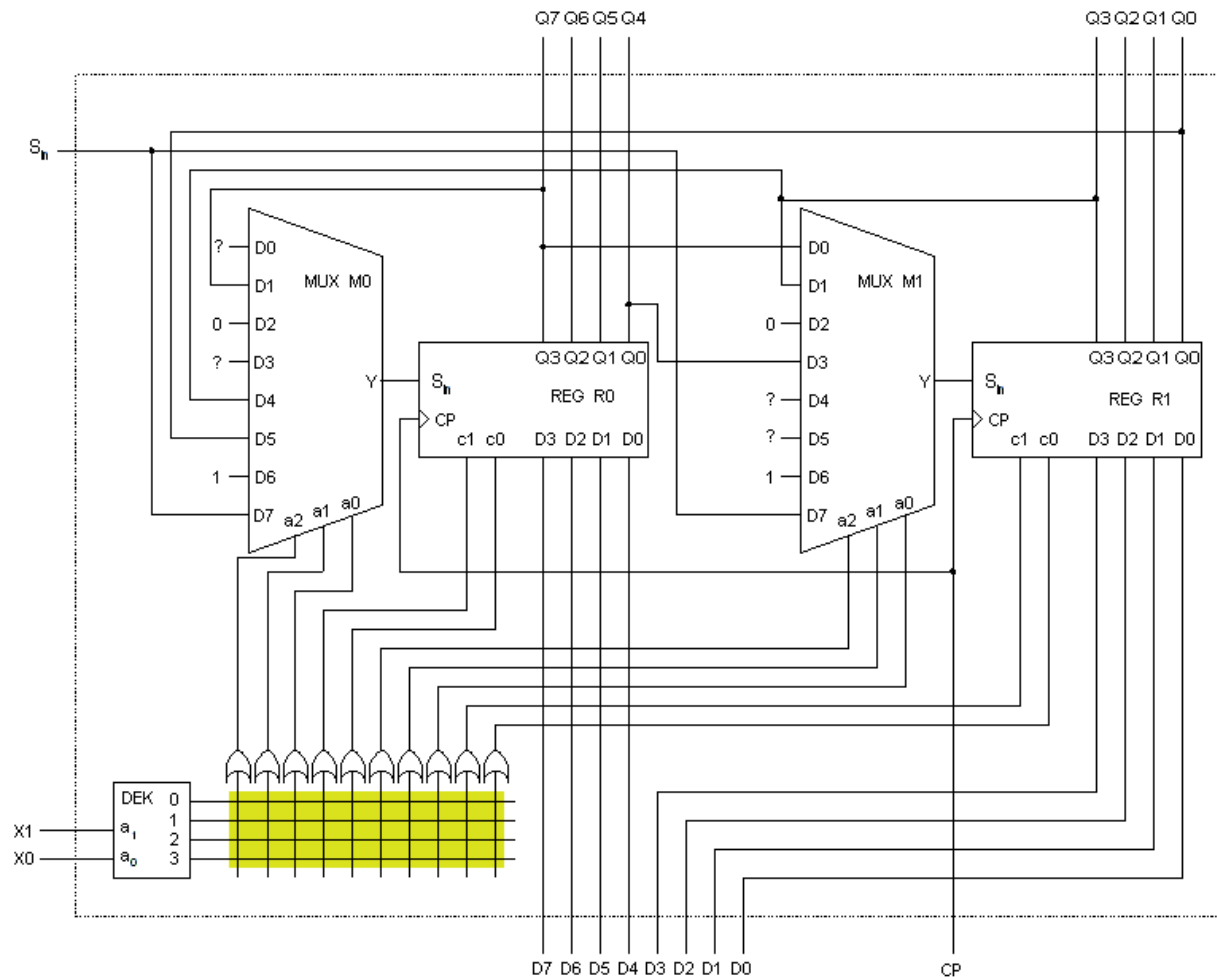 Q7 Q6 Q5 Q4 Q3 Q2 Q1 Q0
S_in
? D0 D0
D1 MUX M0 D1 MUX M1
0 D2 0 D2
? D3 Q3 Q2 Q1 Q0 D3 Q3 Q2 Q1 Q0
Y S_in Y S_in
D4 REG R0 ? D4 REG R1
CP CP
D5 c1 c0 D3 D2 D1 D0 ? D5 c1 c0 D3 D2 D1 D0
1 D6 1 D6
D7 a2 a1 a0 D7 a2 a1 a0
DEK 0
1
X1 a1
2
X0 a0 3
D7 D6 D5 D4 D3 D2 D1 D0 CP